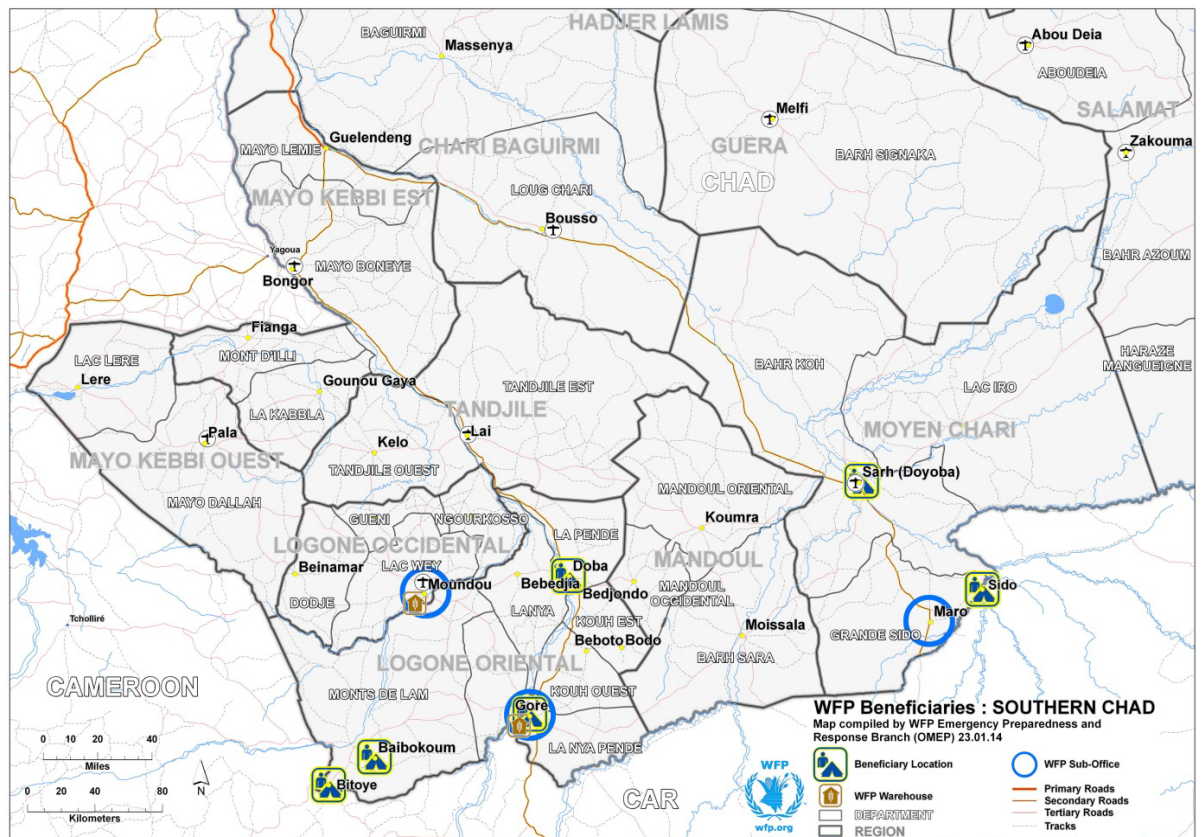 HADJER LAMIS
BAGUIRMI
Massenya
Abou Deia
ABOUDEIA
Melfi
SALAMAT
Guelendeng
MAYO LEMIE
CHARI BAGUIRMI
GUERA
Zakouma
BARH SIGNAKA
CHAD
MAYO KEBBI EST
LOUG CHARI
Bousso
Yagoua
MAYO BONEYE
Bongor
BAHR AZOUM
Fianga
LAC LERE
MONT D'ILLI
BAHR KOH
HARAZE
MANGUEIGNE
Lere
Gounou Gaya
TANDJILE EST
LAC IRO
LA KABBLA
TANDJILE
Pala
Lai
MOYEN CHARI
Kelo
MAYO KEBBI OUEST
TANDJILE OUEST
Sarh (Doyoba)
MANDOUL ORIENTAL
MAYO DALLAH
GUENI
NGOURKOSSO
Koumra
LA PENDE
LOGONE OCCIDENTAL
MANDOUL
LAC WEY
Doba
Beinamar
Moundou
Bebedjia
Bedjondo
MANDOUL
OCCIDENTAL
Sido
DODJE
LANYA
Maro
Tcholliré
KOUH EST
Moissala
GRANDE SIDO
Beboto
Bodo
BARH SARA
LOGONE ORIENTAL
CAMEROON
MONTS DE LAM
KOUH OUEST
Gore
LA NYA PENDE
Baibokoum
Bitoye
CAR
0 10 20 40
Miles
N
0 20 40 80
Kilometers
WFP Beneficiaries : SOUTHERN CHAD
Map compiled by WFP Emergency Preparedness and
Response Branch (OMEP) 23.01.14
WFP
wfp.org
Beneficiary Location
WFP Warehouse
DEPARTMENT
REGION
WFP Sub-Office
Primary Roads
Secondary Roads
Tertiary Roads
Tracks